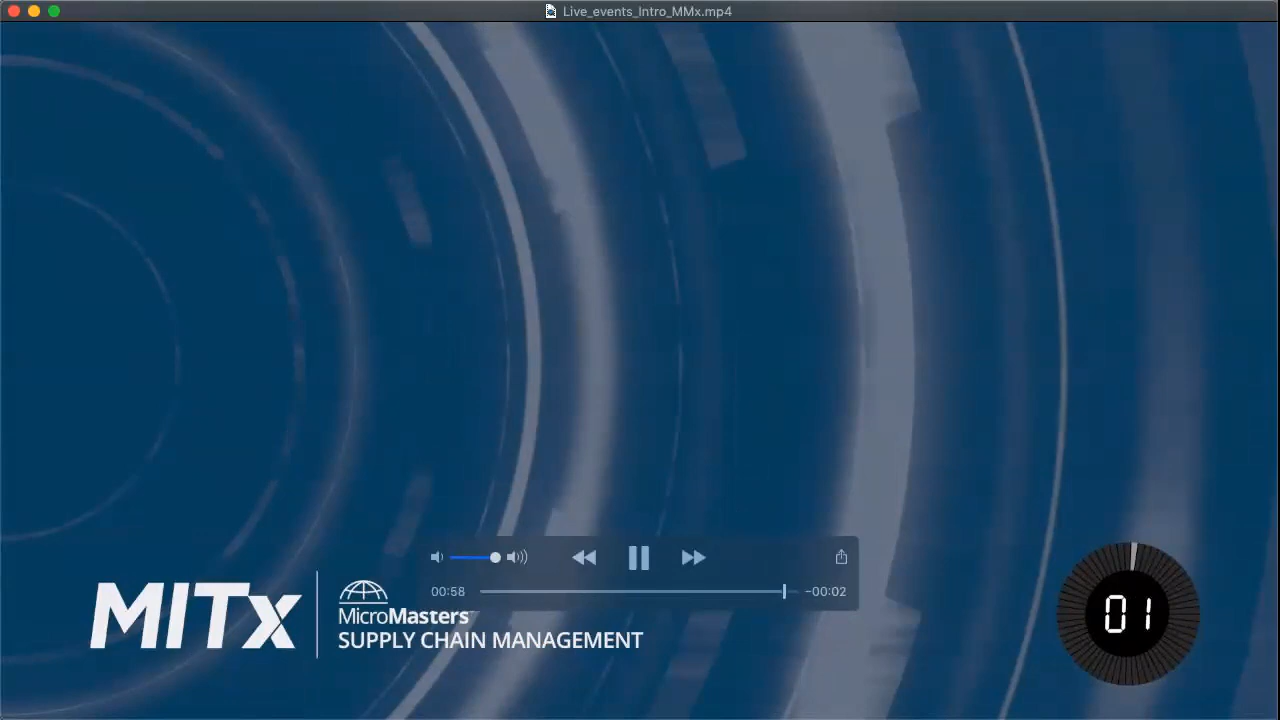 Live_events_Intro_MMx.mp4
00:58
−00:02
MITx
MicroMasters
SUPPLY CHAIN MANAGEMENT
01